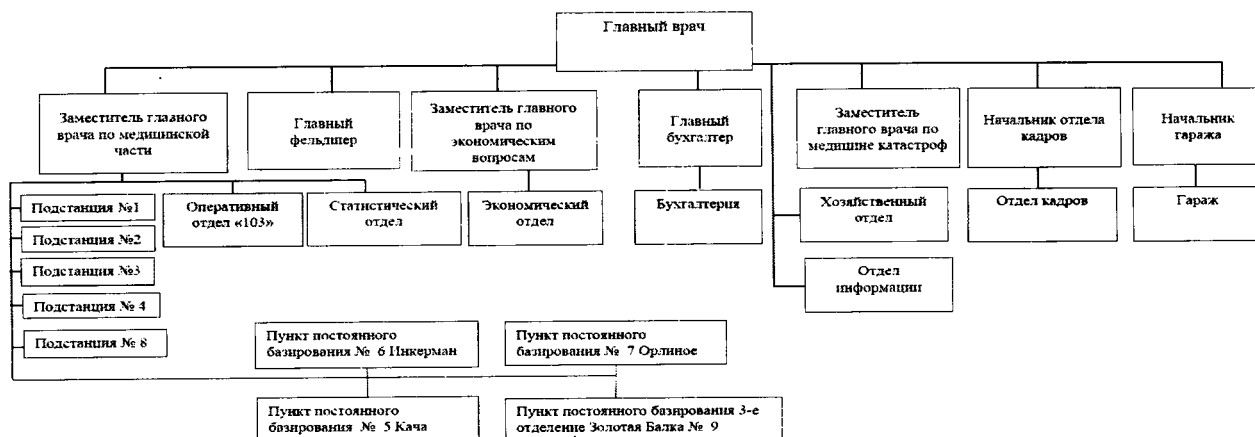 Главный врач
Заместитель главного
врача по медицинской
части
Главный
фельдшер
Заместитель главного
врача по
экономическим
вопросам
Главный
бухгалтер
Заместитель
главного врача по
медицине катастроф
Начальник отдела
кадров
Начальник
гаража
Подстанция №1
Подстанция №2
Подстанция №3
Подстанция № 4
Подстанция № 8
Оперативный
отдел «103»
Статистический
отдел
Экономический
отдел
Бухгалтерия
Хозяйственный
отдел
Отдел кадров
Гараж
Отдел
информации
Пункт постоянного
базирования № 6 Инкерман
Пункт постоянного
базирования № 7 Орлиное
Пункт постоянного
базирования № 5 Кача
Пункт постоянного базирования 3-е
отделение Золотая Балка № 9